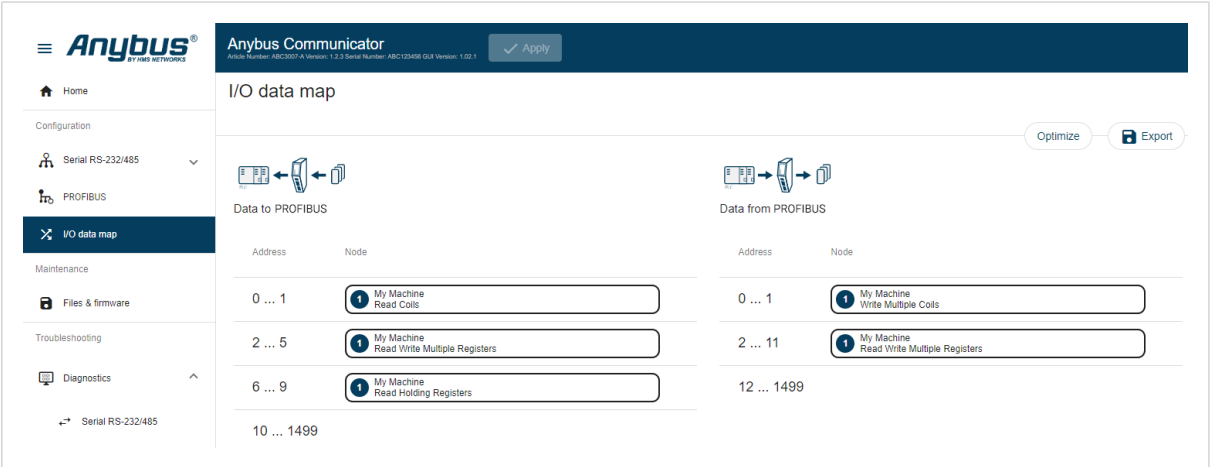 Anybus®
BY HMS NETWORKS
Anybus Communicator
Article Number: ABC3007-A Version: 1.2.3 Serial Number: ABC123456 GUI Version: 1.02.1
Apply
Home
Configuration
Serial RS-232/485
PROFIBUS
I/O data map
Maintenance
Files & firmware
Troubleshooting
Diagnostics
Serial RS-232/485
I/O data map
Optimize
Export
Data to PROFIBUS
Address Node
0 ... 1 1 My Machine
Read Coils
2 ... 5 1 My Machine
Read Write Multiple Registers
6 ... 9 1 My Machine
Read Holding Registers
10 ... 1499
Data from PROFIBUS
Address Node
0 ... 1 1 My Machine
Write Multiple Coils
2 ... 11 1 My Machine
Read Write Multiple Registers
12 ... 1499